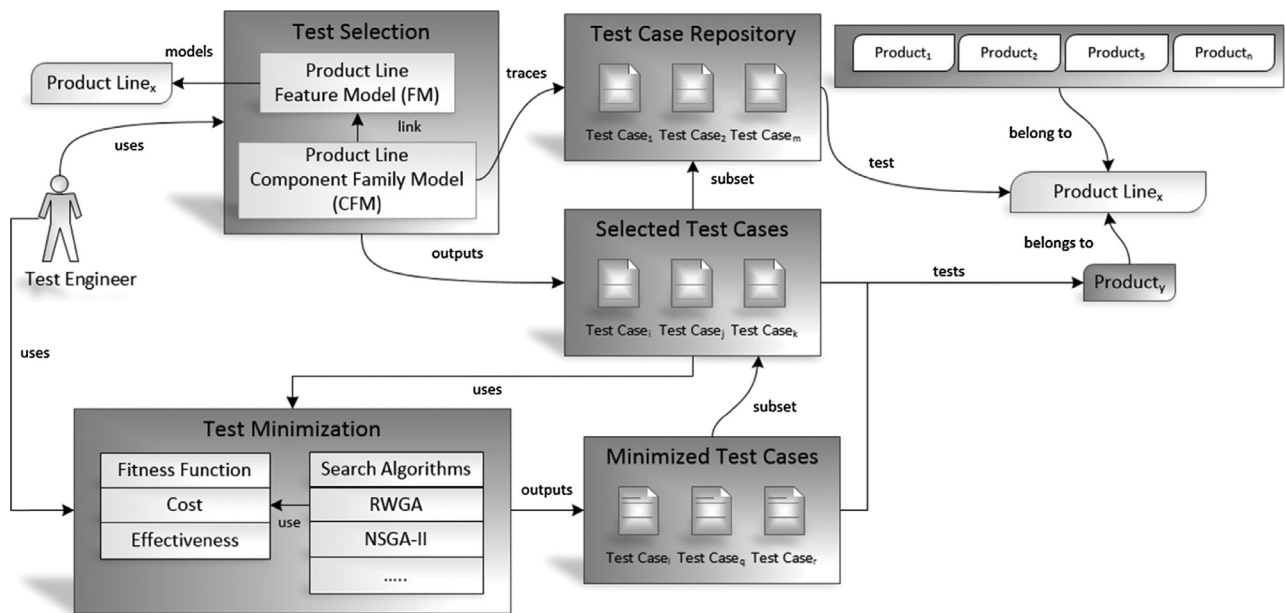 Test Selection
models
Product Line
Feature Model (FM)
link
Product Line
Component Family Model
(CFM)
Product Lineₓ
uses
Test Engineer
uses
traces
Test Case Repository
Test Case₁ Test Case₂ Test Caseₘ
subset
test
Product₁ Product₂ Product₃ Productₙ
belong to
Product Lineₓ
belongs to
Productᵧ
outputs
Selected Test Cases
Test Caseᵢ Test Caseⱼ Test Caseₖ
tests
uses
subset
Test Minimization
Fitness Function
Cost
Effectiveness
use
Search Algorithms
RWGA
NSGA-II
.....
outputs
Minimized Test Cases
Test Case Test Case_q Test Caseᵣ